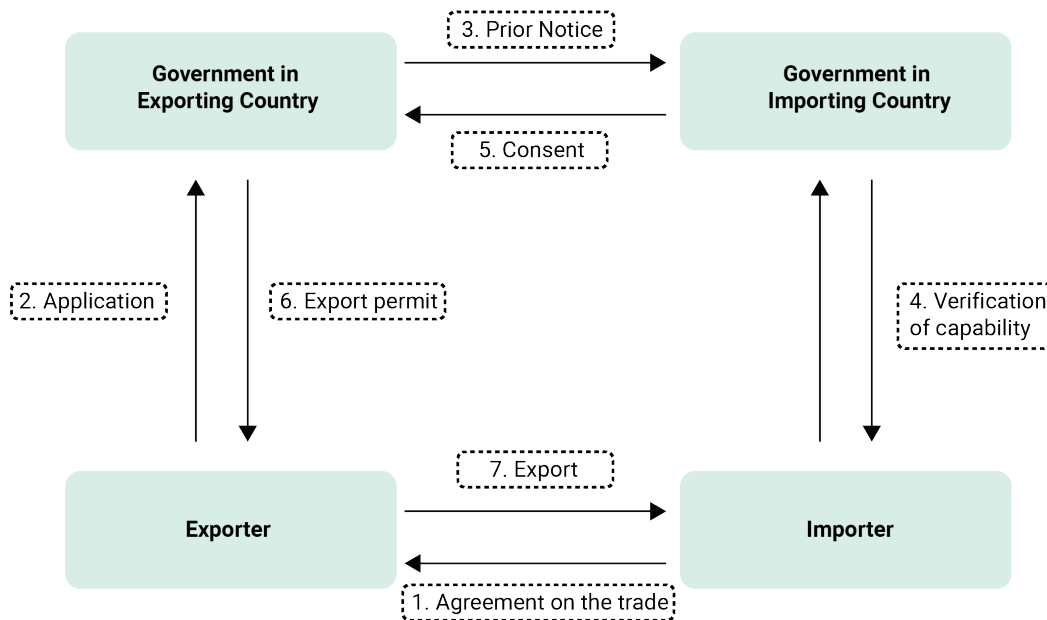 3. Prior Notice
Government in
Exporting Country
Government in
Importing Country
5. Consent
2. Application
6. Export permit
4. Verification
of capability
7. Export
Exporter
Importer
1. Agreement on the trade